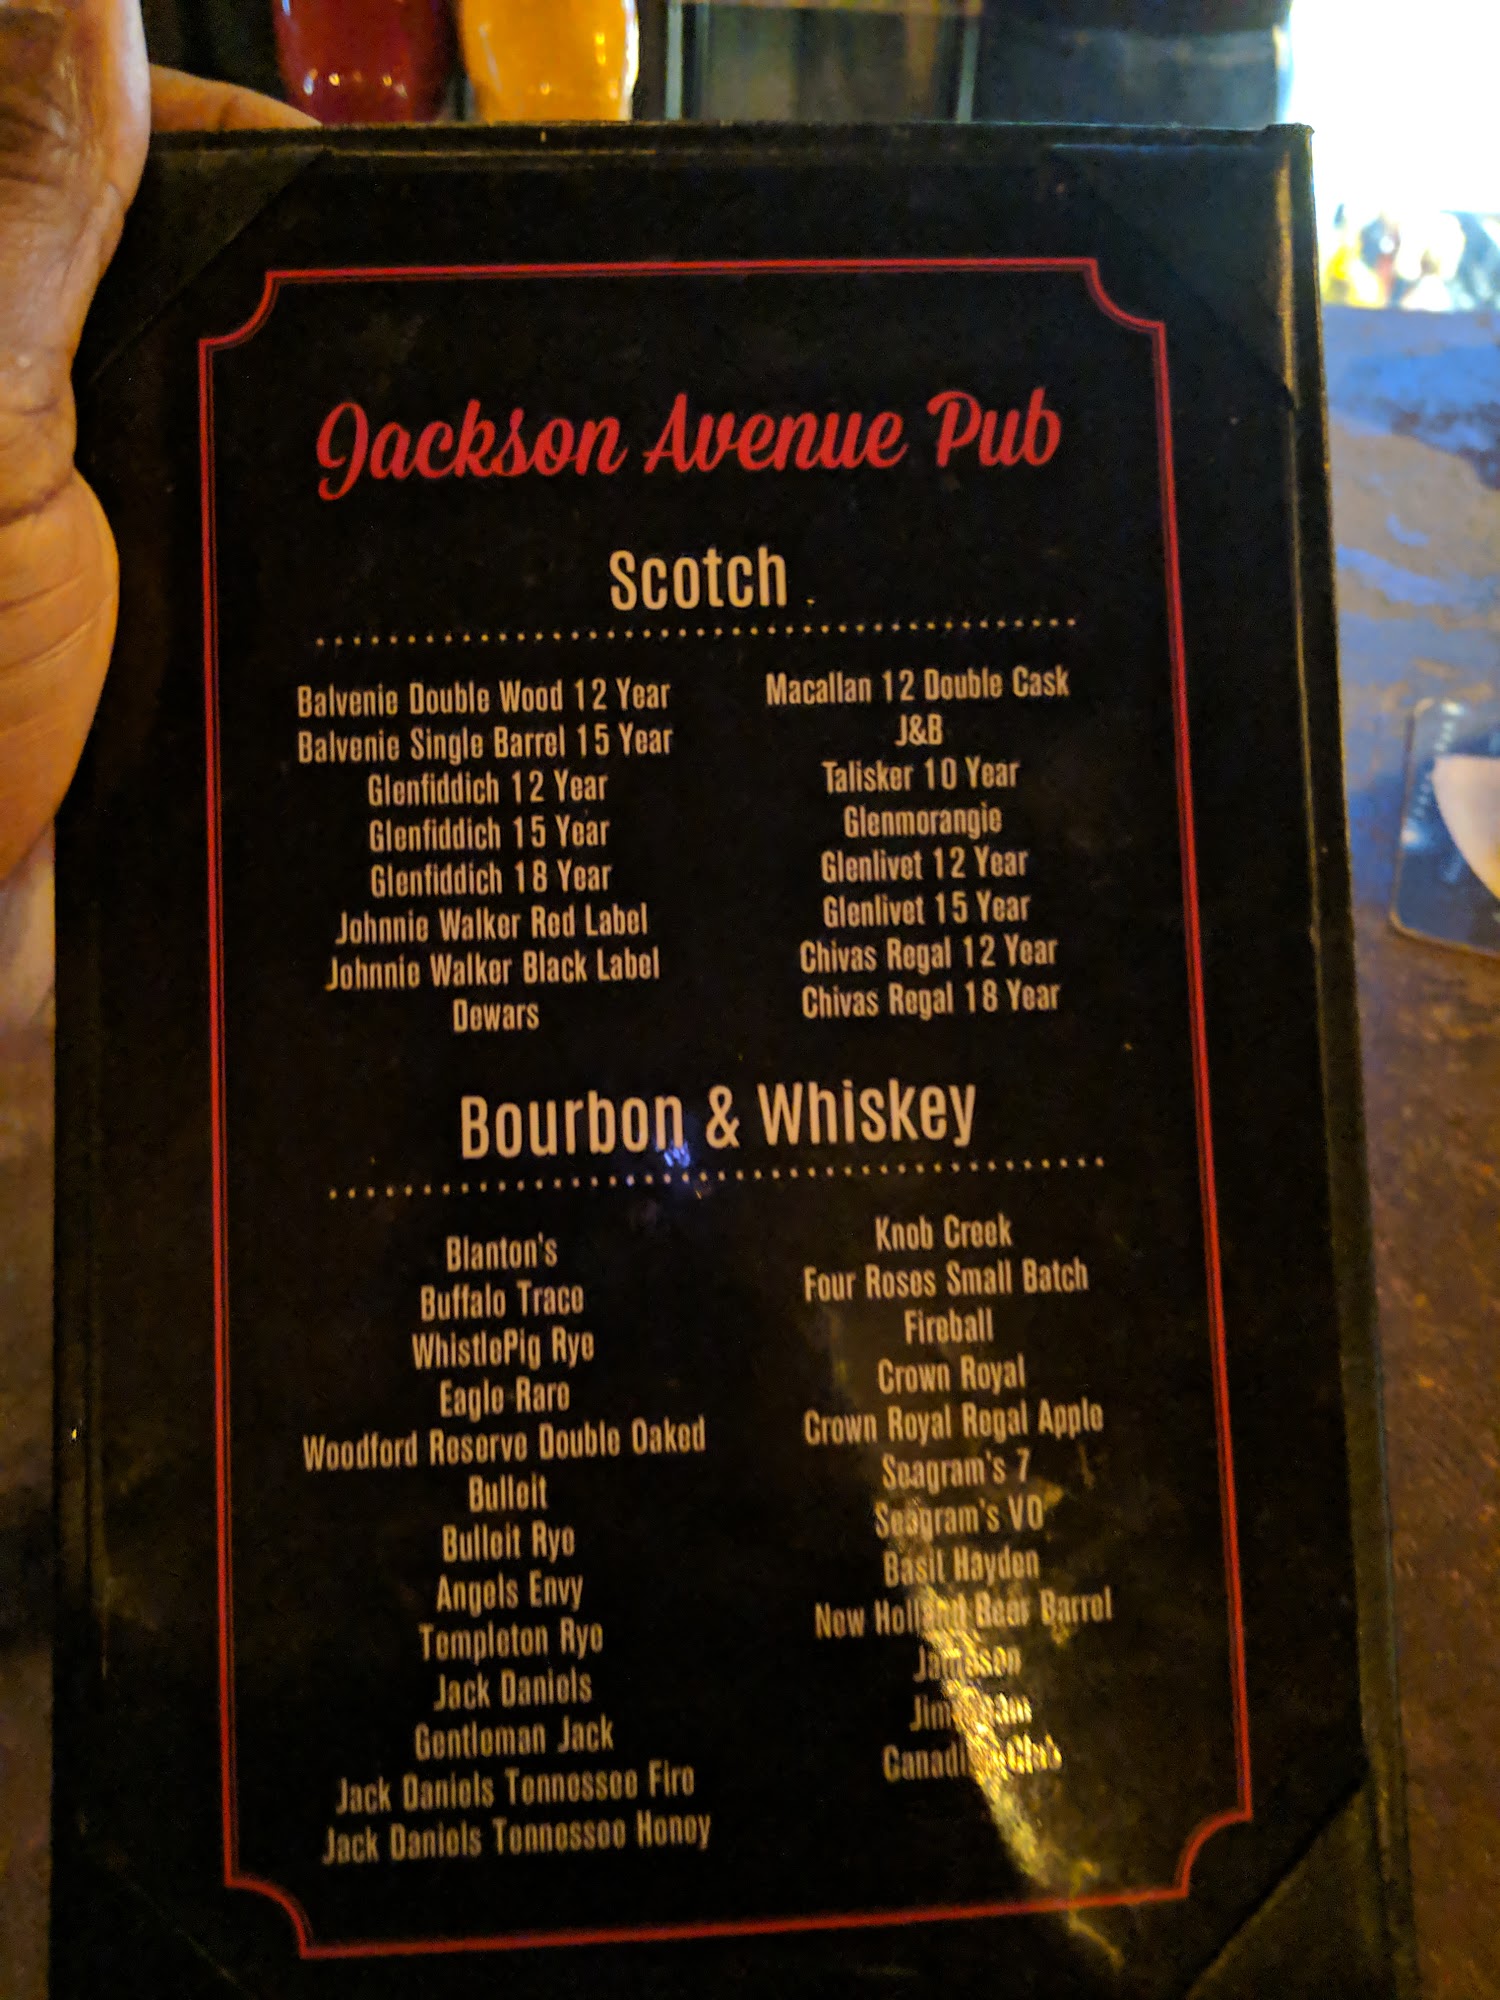 Jackson Avenue Pub
Scotch
Balvenie Double Wood 12 Year
Balvenie Single Barrel 15 Year
Glenfiddich 12 Year
Glenfiddich 15 Year
Glenfiddich 18 Year
Johnnie Walker Red Label
Johnnie Walker Black Label
Dewars
Macallan 12 Double Cask
J&B
Talisker 10 Year
Glenmorangie
Glenlivet 12 Year
Glenlivet 15 Year
Chivas Regal 12 Year
Chivas Regal 18 Year
Bourbon & Whiskey
Blanton's
Buffalo Trace
WhistlePig Rye
Eagle Rare
Woodford Reserve Double Oaked
Bulleit
Bulleit Rye
Angels Envy
Templeton Rye
Jack Daniels
Gentleman Jack
Jack Daniels Tennessee Fire
Jack Daniels Tennessee Honey
Knob Creek
Four Roses Small Batch
Fireball
Crown Royal
Crown Royal Regal Apple
Seagram's 7
Seagram's VO
Basil Hayden
New Holland Beer Barrel
Jameson
Jim Beam
Canadian Club